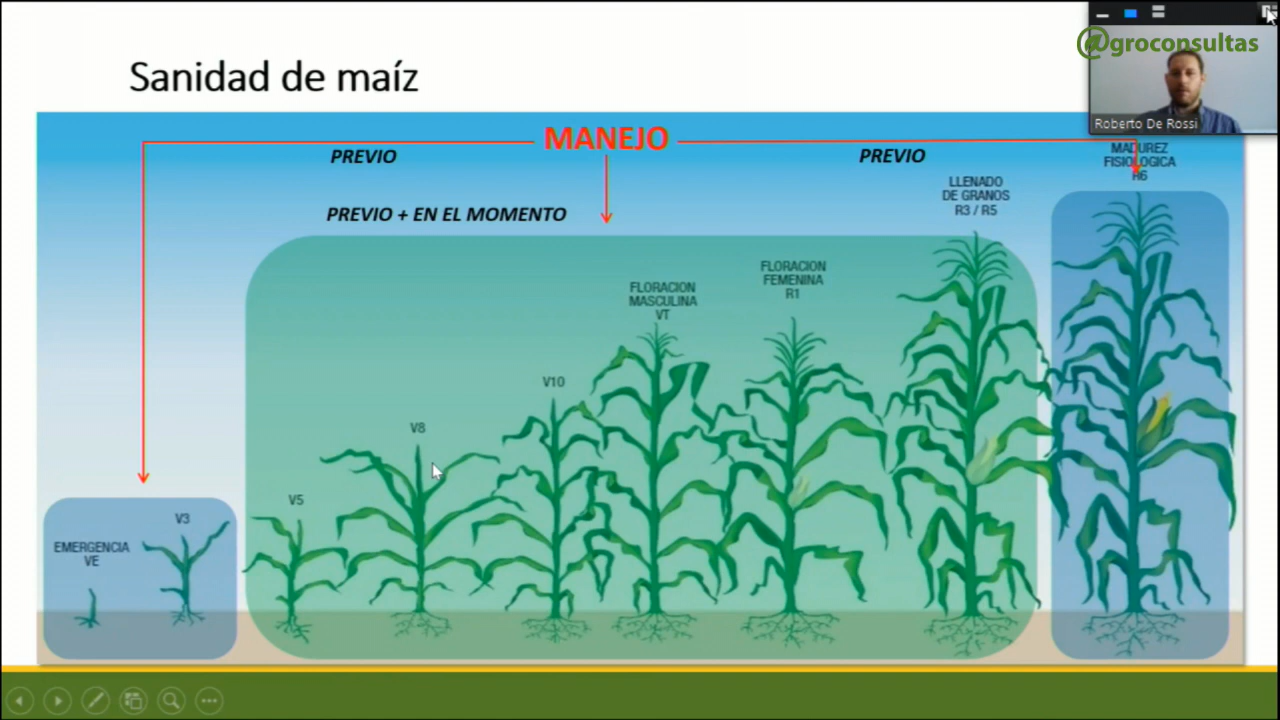 @groconsultas
Roberto De Rossi
Sanidad de maíz
MANEJO
PREVIO
PREVIO
PREVIO + EN EL MOMENTO
MADUREZ
FISIOLOGICA
R6
LLENADO
DE GRANOS
R3 / R5
FLORACION
FEMENINA
R1
FLORACION
MASCULINA
VT
V10
V8
V5
V3
EMERGENCIA
VE